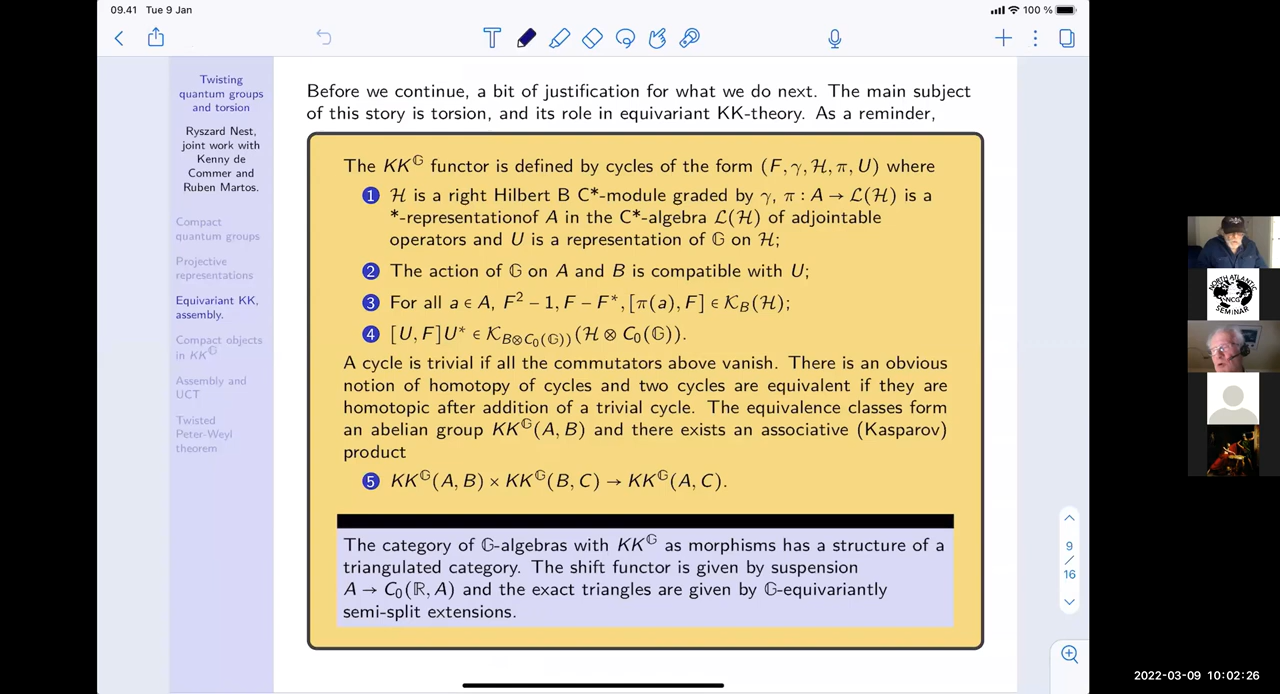 09.41 Tue 9 Jan
100 %
Twisting
quantum groups
and torsion
Ryszard Nest,
joint work with
Kenny de
Commer and
Ruben Martos.
Compact
quantum groups
Projective
representations
Equivariant KK,
assembly.
Compact objects
in KK^𝔾
Assembly and
UCT
Twisted
Peter-Weyl
theorem
Before we continue, a bit of justification for what we do next. The main subject
of this story is torsion, and its role in equivariant KK-theory. As a reminder,
The KK^𝔾 functor is defined by cycles of the form (F, γ, ℋ, π, U) where
1 ℋ is a right Hilbert B C*-module graded by γ, π : A → ℒ(ℋ) is a
*-representationof A in the C*-algebra ℒ(ℋ) of adjointable
operators and U is a representation of 𝔾 on ℋ;
2 The action of 𝔾 on A and B is compatible with U;
3 For all a ∈ A, F² − 1, F − F*, [π(a), F] ∈ 𝒦_B(ℋ);
4 [U, F]U* ∈ 𝒦_{B⊗C₀(𝔾))}(ℋ ⊗ C₀(𝔾)).
A cycle is trivial if all the commutators above vanish. There is an obvious
notion of homotopy of cycles and two cycles are equivalent if they are
homotopic after addition of a trivial cycle. The equivalence classes form
an abelian group KK^𝔾(A, B) and there exists an associative (Kasparov)
product
5 KK^𝔾(A, B) × KK^𝔾(B, C) → KK^𝔾(A, C).
The category of 𝔾-algebras with KK^𝔾 as morphisms has a structure of a
triangulated category. The shift functor is given by suspension
A → C₀(ℝ, A) and the exact triangles are given by 𝔾-equivariantly
semi-split extensions.
9
/
16
NORTH ATLANTIC
NCG
SEMINAR
2022-03-09 10:02:26